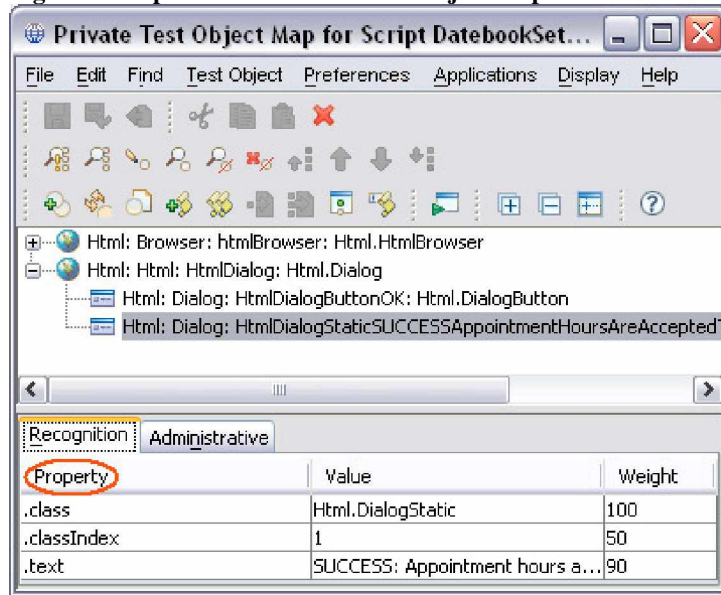 Private Test Object Map for Script DatebookSet...
File Edit Find Test Object Preferences Applications Display Help
Html: Browser: htmlBrowser: Html.HtmlBrowser
Html: Html: HtmlDialog: Html.Dialog
Html: Dialog: HtmlDialogButtonOK: Html.DialogButton
Html: Dialog: HtmlDialogStaticSUCCESSAppointmentHoursAreAccepted
Recognition Administrative
Property Value Weight
.class Html.DialogStatic 100
.classIndex 1 50
.text SUCCESS: Appointment hours a... 90